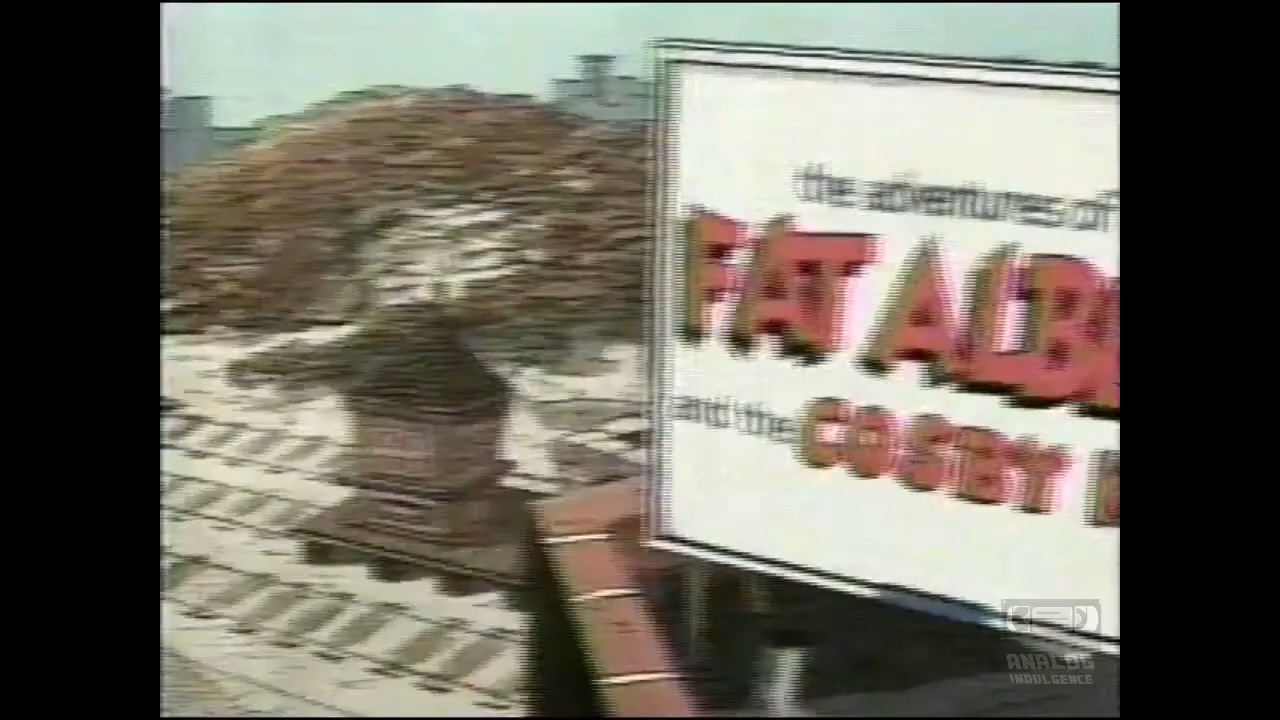 the adventures of
FAT ALB
and the COSBY
ANALOG
INDULGENCE